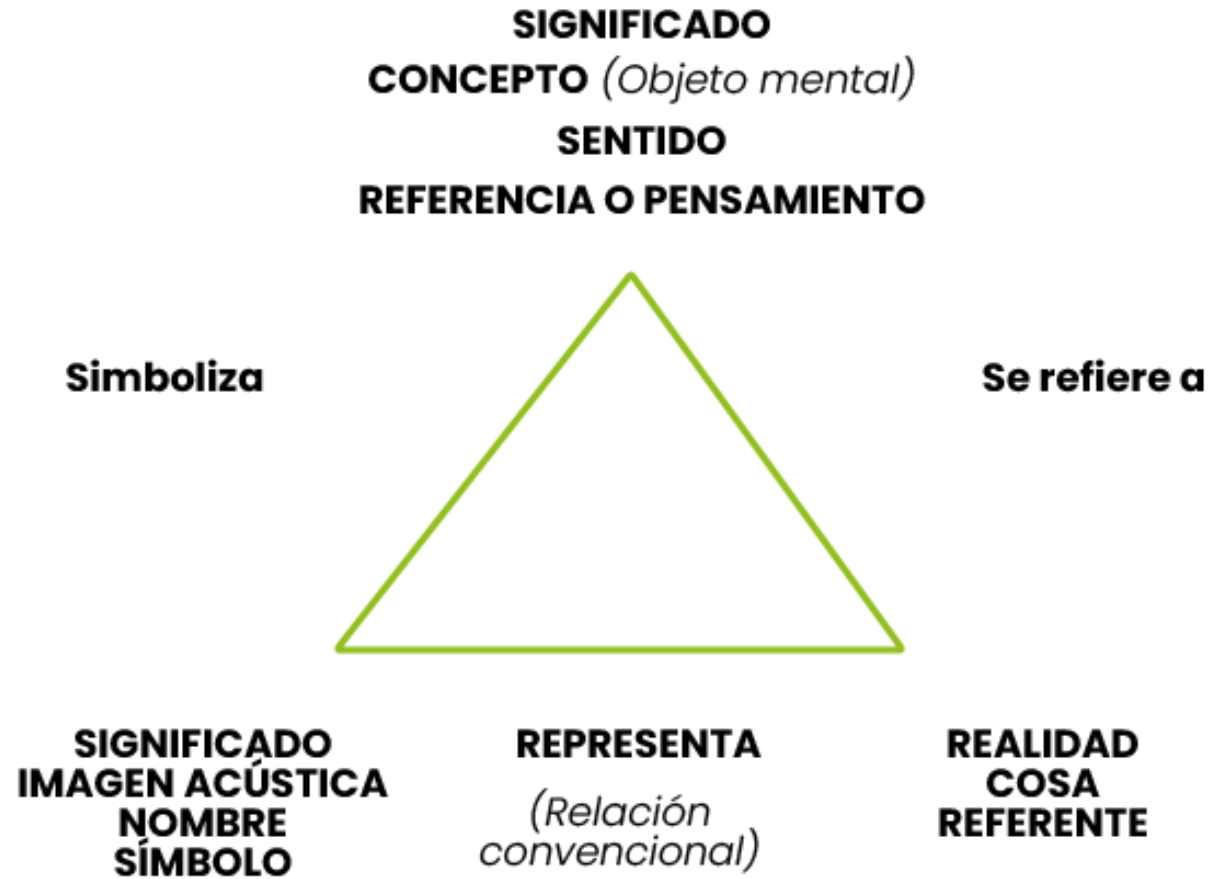 SIGNIFICADO
CONCEPTO (Objeto mental)
SENTIDO
REFERENCIA O PENSAMIENTO
Simboliza
Se refiere a
SIGNIFICADO
IMAGEN ACÚSTICA
NOMBRE
SÍMBOLO
REPRESENTA
(Relación
convencional)
REALIDAD
COSA
REFERENTE